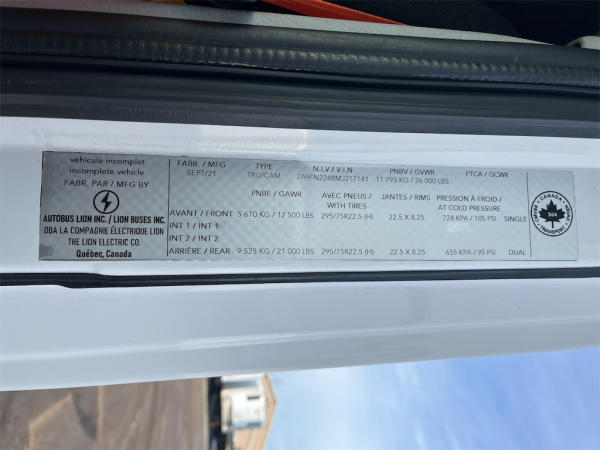 véhicule incomplet
incomplete vehicle
FABR. PAR / MFG BY
AUTOBUS LION INC. / LION BUSES INC.
DBA LA COMPAGNIE ÉLECTRIQUE LION
THE LION ELECTRIC CO.
Québec, Canada
FABR. / MFG TYPE N.I.V / V.I.N PNBV / GVWR PTCA / GCWR
SEPT/21 TRU/CAM 2A9FN2248MJ217141 11 793 KG / 26 000 LBS
PNBE / GAWR AVEC PNEUS / JANTES / RIMS PRESSION À FROID /
WITH TIRES AT COLD PRESSURE
AVANT / FRONT 5 670 KG / 12 500 LBS 295/75R22.5 (H) 22.5 X 8.25 724 KPA / 105 PSI SINGLE
INT 1 / INT 1
INT 2 / INT 2
ARRIÈRE / REAR 9 525 KG / 21 000 LBS 295/75R22.5 (H) 22.5 X 8.25 655 KPA / 95 PSI DUAL
CANADA
X64
TRANSPORT